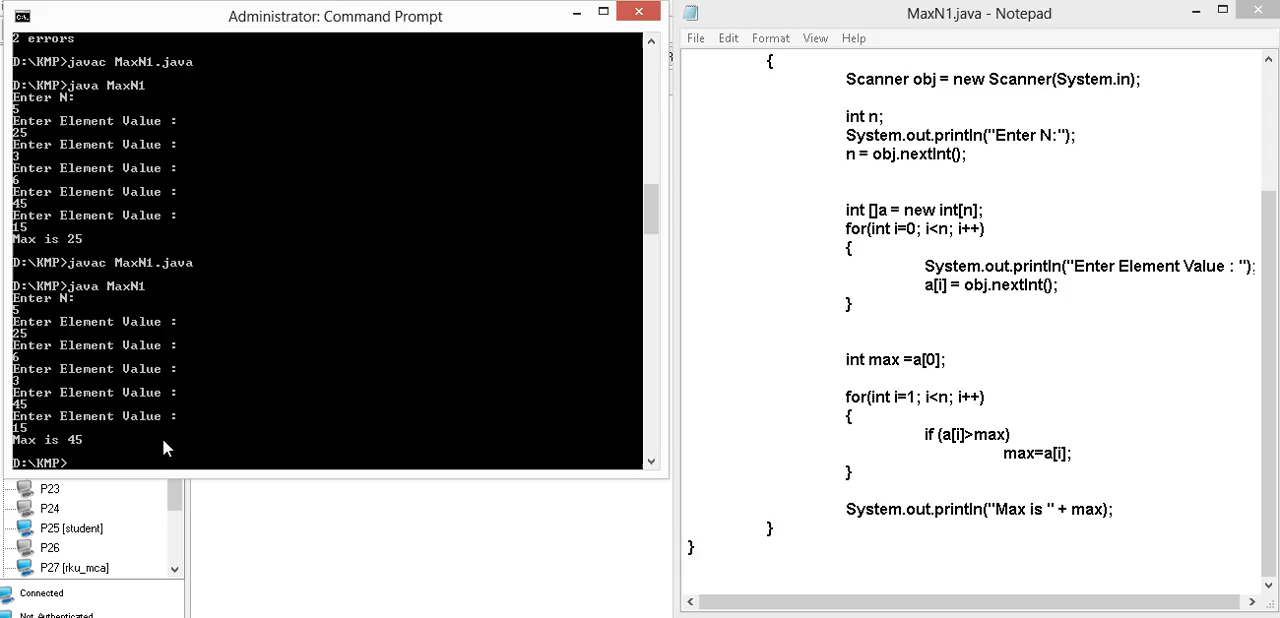 Administrator: Command Prompt
2 errors
D:\KMP>javac MaxN1.java
D:\KMP>java MaxN1
Enter N:
5
Enter Element Value :
25
Enter Element Value :
3
Enter Element Value :
6
Enter Element Value :
45
Enter Element Value :
15
Max is 25
D:\KMP>javac MaxN1.java
D:\KMP>java MaxN1
Enter N:
5
Enter Element Value :
25
Enter Element Value :
6
Enter Element Value :
3
Enter Element Value :
45
Enter Element Value :
15
Max is 45
D:\KMP>
P23
P24
P25 [student]
P26
P27 [rku_mca]
Connected
Not Authenticated
MaxN1.java - Notepad
File Edit Format View Help
{
Scanner obj = new Scanner(System.in);
int n;
System.out.println("Enter N:");
n = obj.nextInt();
int []a = new int[n];
for(int i=0; i<n; i++)
{
System.out.println("Enter Element Value : ");
a[i] = obj.nextInt();
}
int max =a[0];
for(int i=1; i<n; i++)
{
if (a[i]>max)
max=a[i];
}
System.out.println("Max is " + max);
}
}